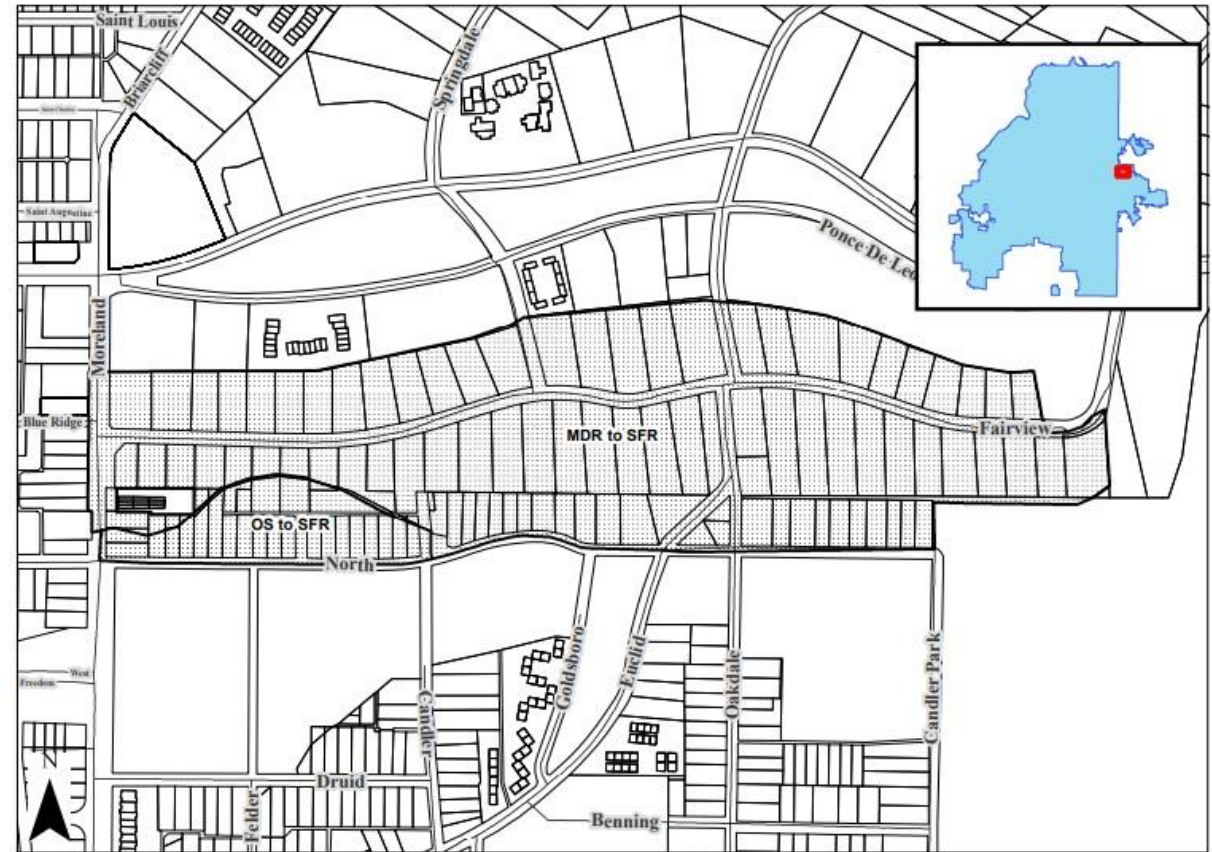 Saint Louis
Briarcliff
Springdale
Saint Augustine
Ponce De Leo
Moreland
Blue Ridge
Fairview
MDR to SFR
OS to SFR
North
West
Freedom
Candler
Goldsboro
Euclid
Oakdale
Candler Park
Druid
Felder
Benning
N